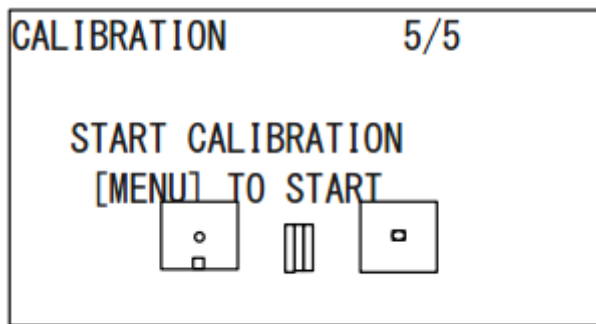 CALIBRATION 5/5
START CALIBRATION
[MENU] TO START